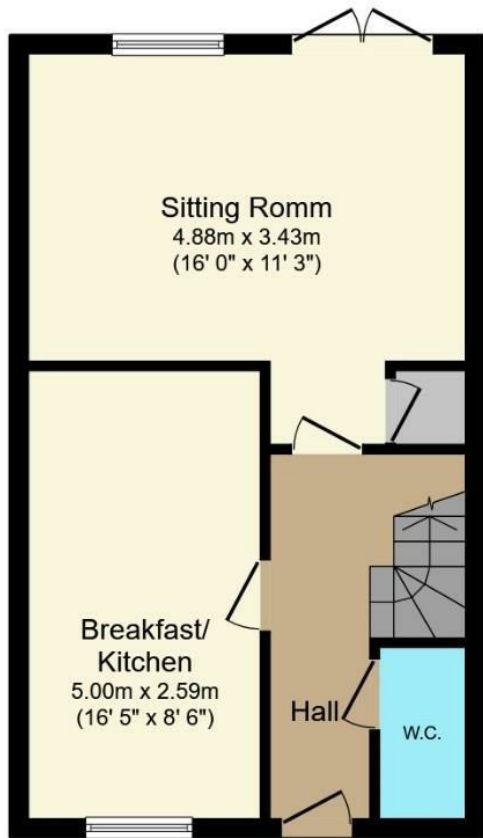 Sitting Romm
4.88m x 3.43m
(16' 0" x 11' 3")
Breakfast/
Kitchen
5.00m x 2.59m
(16' 5" x 8' 6")
Hall
W.C.